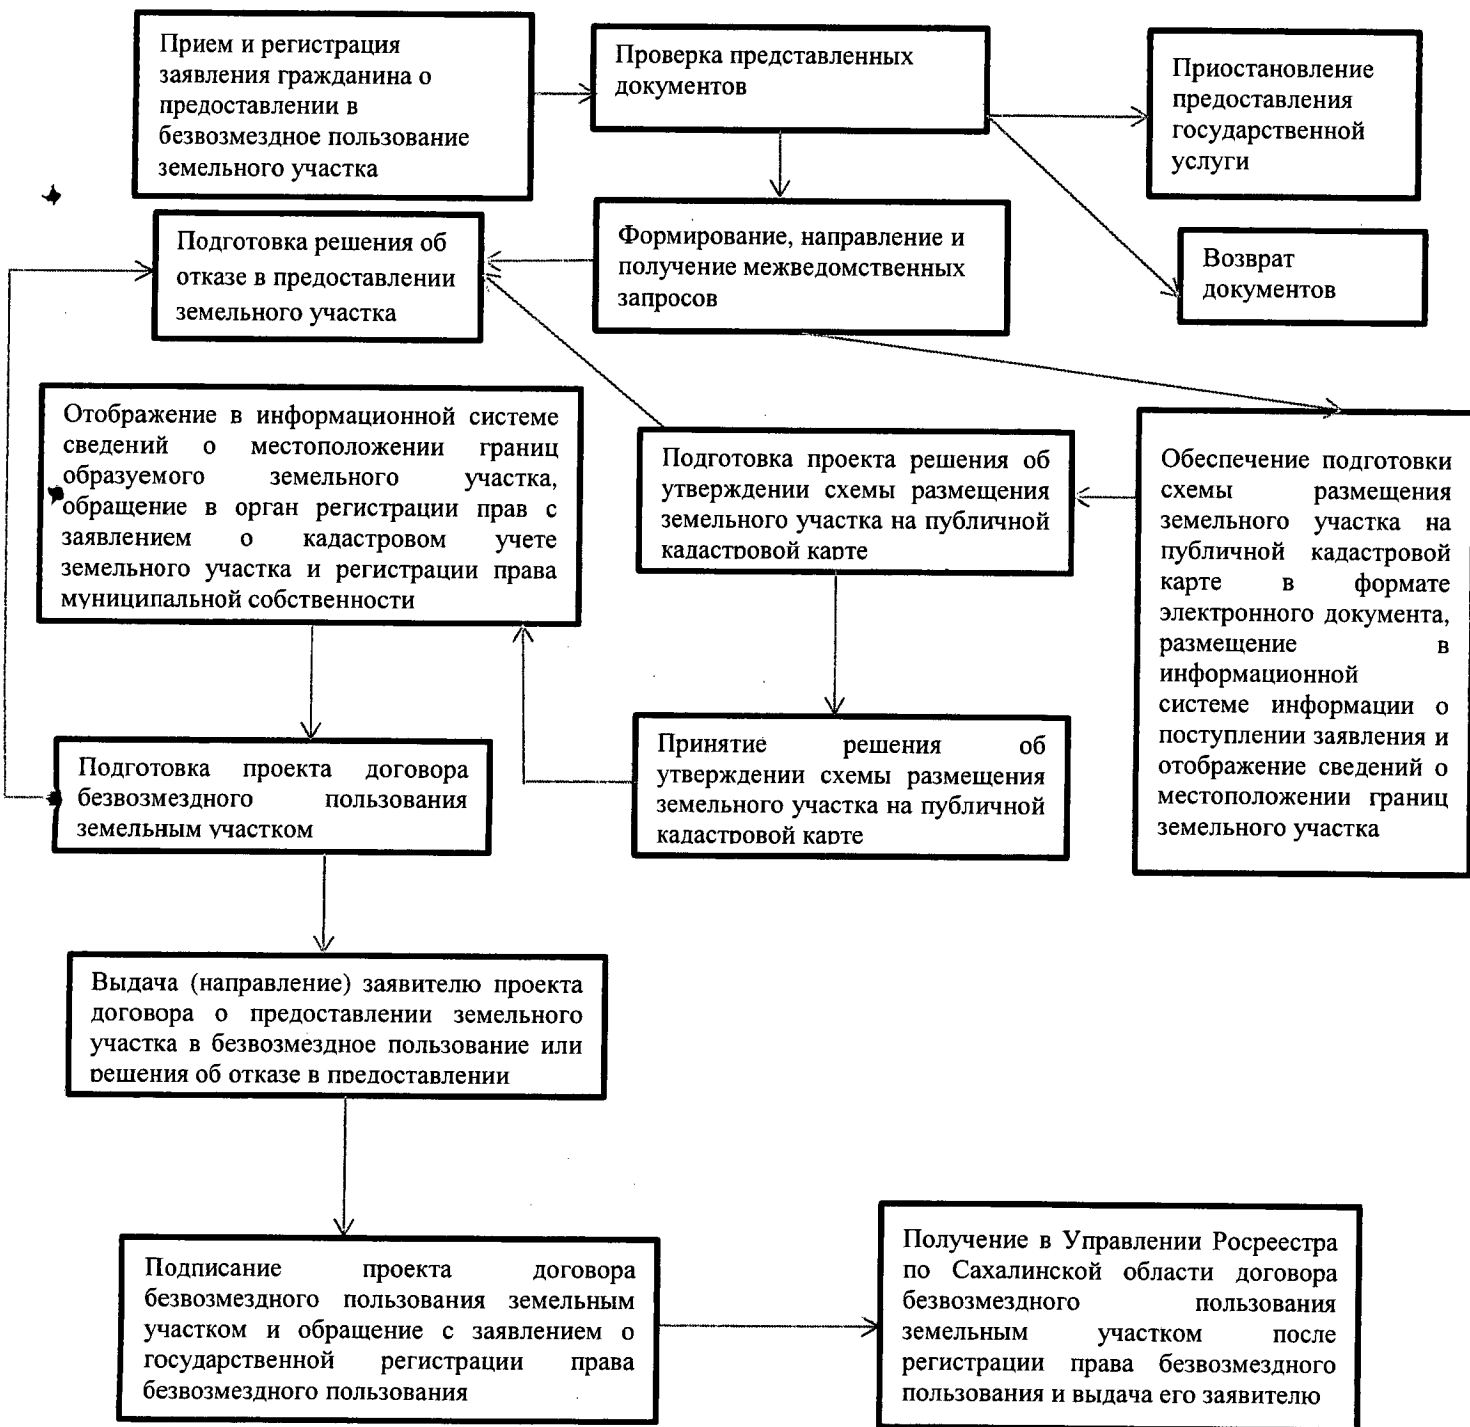 Прием и регистрация
заявления гражданина о
предоставлении в
безвозмездное пользование
земельного участка
Проверка представленных
документов
Приостановление
предоставления
государственной
услуги
Подготовка решения об
отказе в предоставлении
земельного участка
Формирование, направление и
получение межведомственных
запросов
Возврат
документов
Отображение в информационной системе
сведений о местоположении границ
образуемого земельного участка,
обращение в орган регистрации прав с
заявлением о кадастровом учете
земельного участка и регистрации права
муниципальной собственности
Подготовка проекта решения об
утверждении схемы размещения
земельного участка на публичной
кадастровой карте
Обеспечение подготовки
схемы размещения
земельного участка на
публичной кадастровой
карте в формате
электронного документа,
размещение в
информационной
системе информации о
поступлении заявления и
отображение сведений о
местоположении границ
земельного участка
Подготовка проекта договора
безвозмездного пользования
земельным участком
Принятие решения об
утверждении схемы размещения
земельного участка на публичной
кадастровой карте
Выдача (направление) заявителю проекта
договора о предоставлении земельного
участка в безвозмездное пользование или
решения об отказе в предоставлении
Подписание проекта договора
безвозмездного пользования земельным
участком и обращение с заявлением о
государственной регистрации права
безвозмездного пользования
Получение в Управлении Росреестра
по Сахалинской области договора
безвозмездного пользования
земельным участком после
регистрации права безвозмездного
пользования и выдача его заявителю